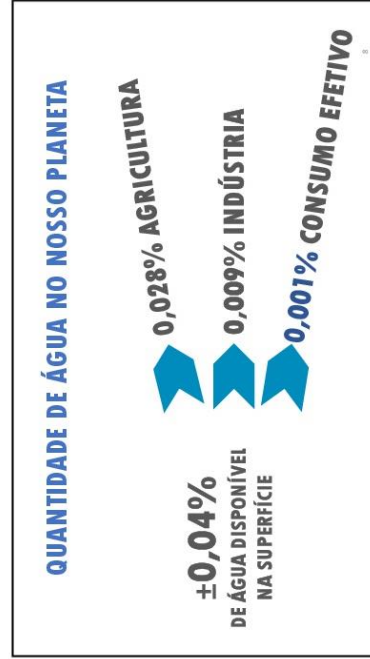 QUANTIDADE DE ÁGUA NO NOSSO PLANETA
±0,04%
DE ÁGUA DISPONÍVEL
NA SUPERFÍCIE
0,028% AGRICULTURA
0,009% INDÚSTRIA
0,001% CONSUMO EFETIVO
8